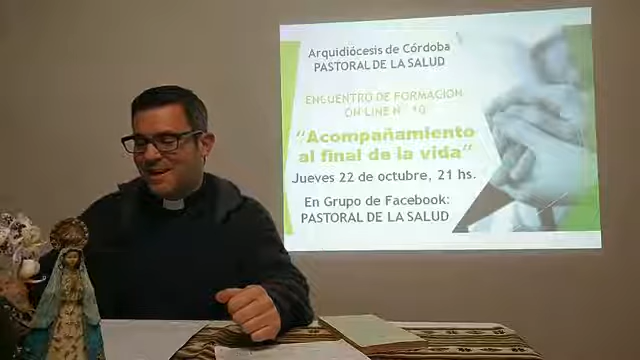 Arquidiócesis de Córdoba
PASTORAL DE LA SALUD
ENCUENTRO DE FORMACION
ON LINE N° 10
“Acompañamiento
al final de la vida”
Jueves 22 de octubre, 21 hs.
En Grupo de Facebook:
PASTORAL DE LA SALUD